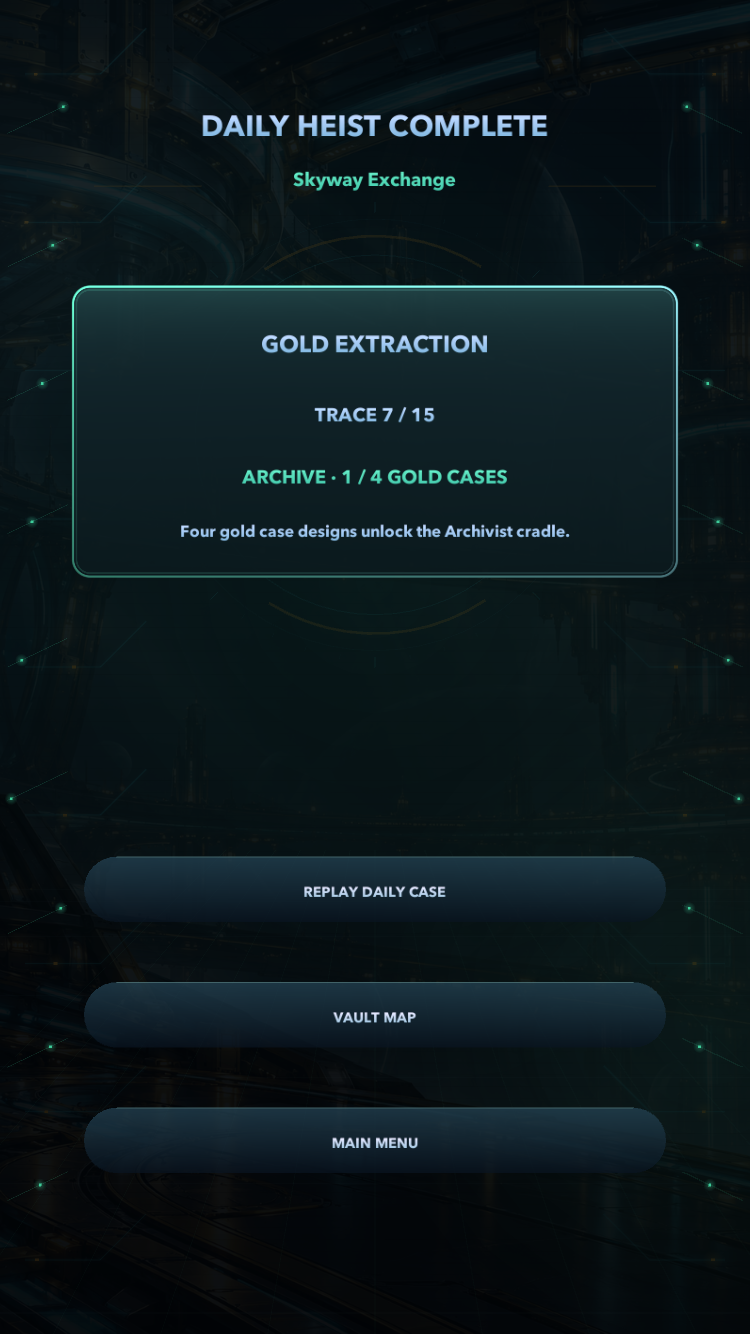 DAILY HEIST COMPLETE
Skyway Exchange
GOLD EXTRACTION
TRACE 7 / 15
ARCHIVE · 1 / 4 GOLD CASES
Four gold case designs unlock the Archivist cradle.
REPLAY DAILY CASE
VAULT MAP
MAIN MENU